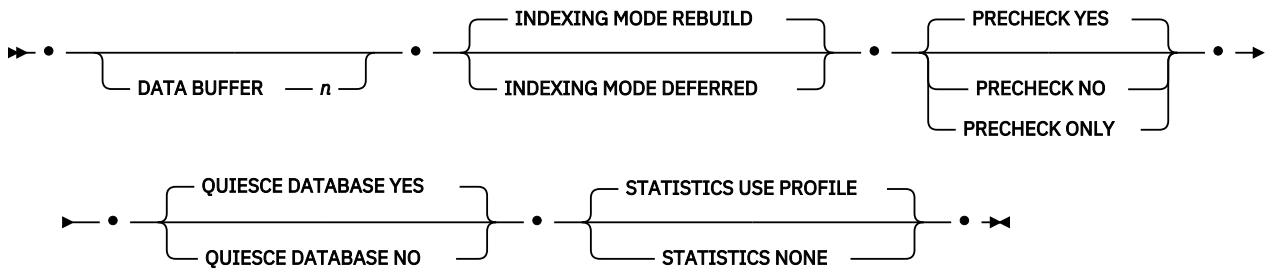 INDEXING MODE REBUILD
PRECHECK YES
DATA BUFFER n
INDEXING MODE DEFERRED
PRECHECK NO
PRECHECK ONLY
QUIESCE DATABASE YES
STATISTICS USE PROFILE
QUIESCE DATABASE NO
STATISTICS NONE